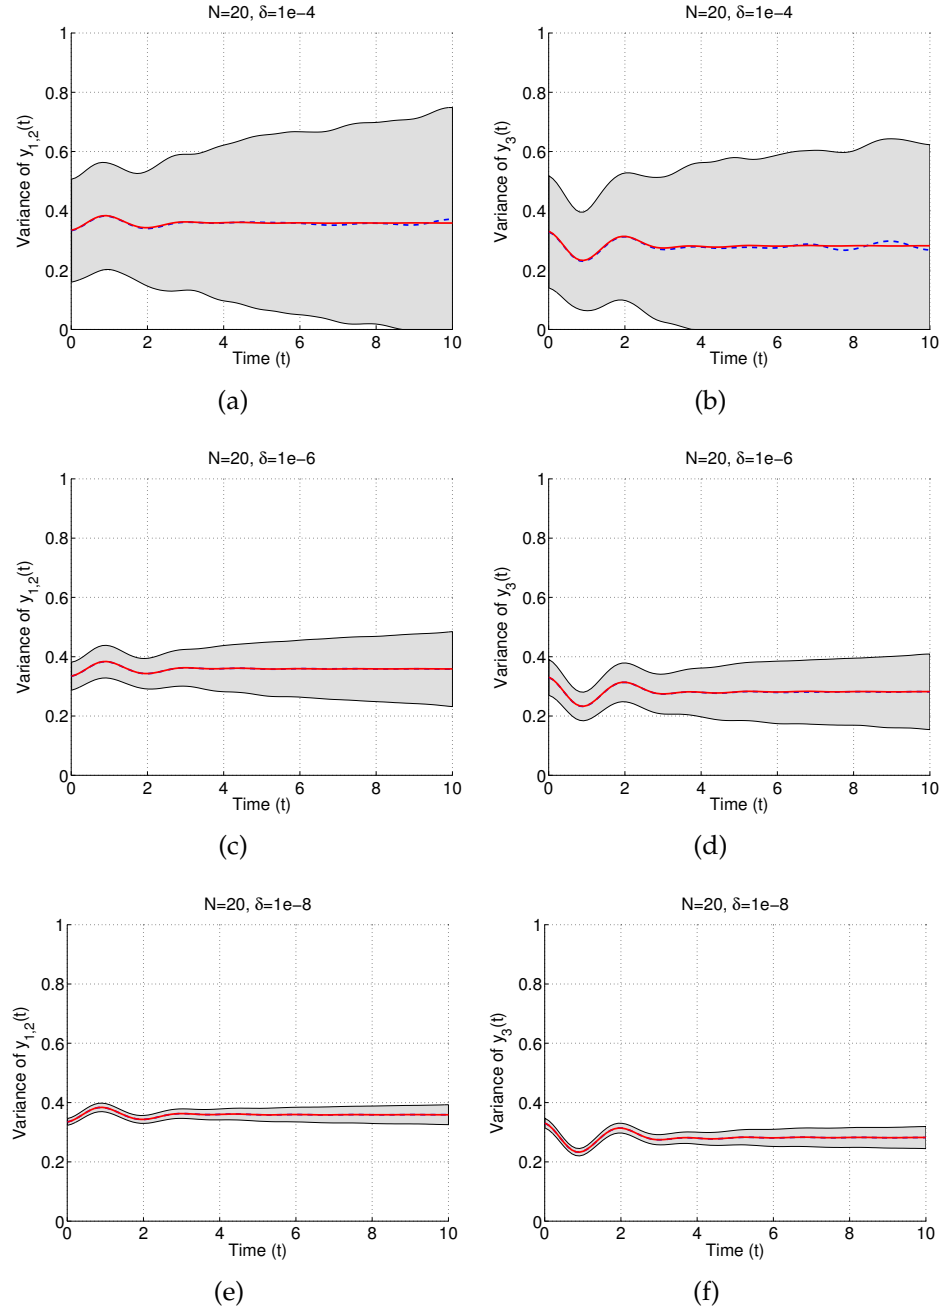 N=20, δ=1e−4
1
0.8
0.6
0.4
0.2
0
Variance of y1,2(t)
0 2 4 6 8 10
Time (t)
(a)
N=20, δ=1e−4
1
0.8
0.6
0.4
0.2
0
Variance of y3(t)
0 2 4 6 8 10
Time (t)
(b)
N=20, δ=1e−6
1
0.8
0.6
0.4
0.2
0
Variance of y1,2(t)
0 2 4 6 8 10
Time (t)
(c)
N=20, δ=1e−6
1
0.8
0.6
0.4
0.2
0
Variance of y3(t)
0 2 4 6 8 10
Time (t)
(d)
N=20, δ=1e−8
1
0.8
0.6
0.4
0.2
0
Variance of y1,2(t)
0 2 4 6 8 10
Time (t)
(e)
N=20, δ=1e−8
1
0.8
0.6
0.4
0.2
0
Variance of y3(t)
0 2 4 6 8 10
Time (t)
(f)